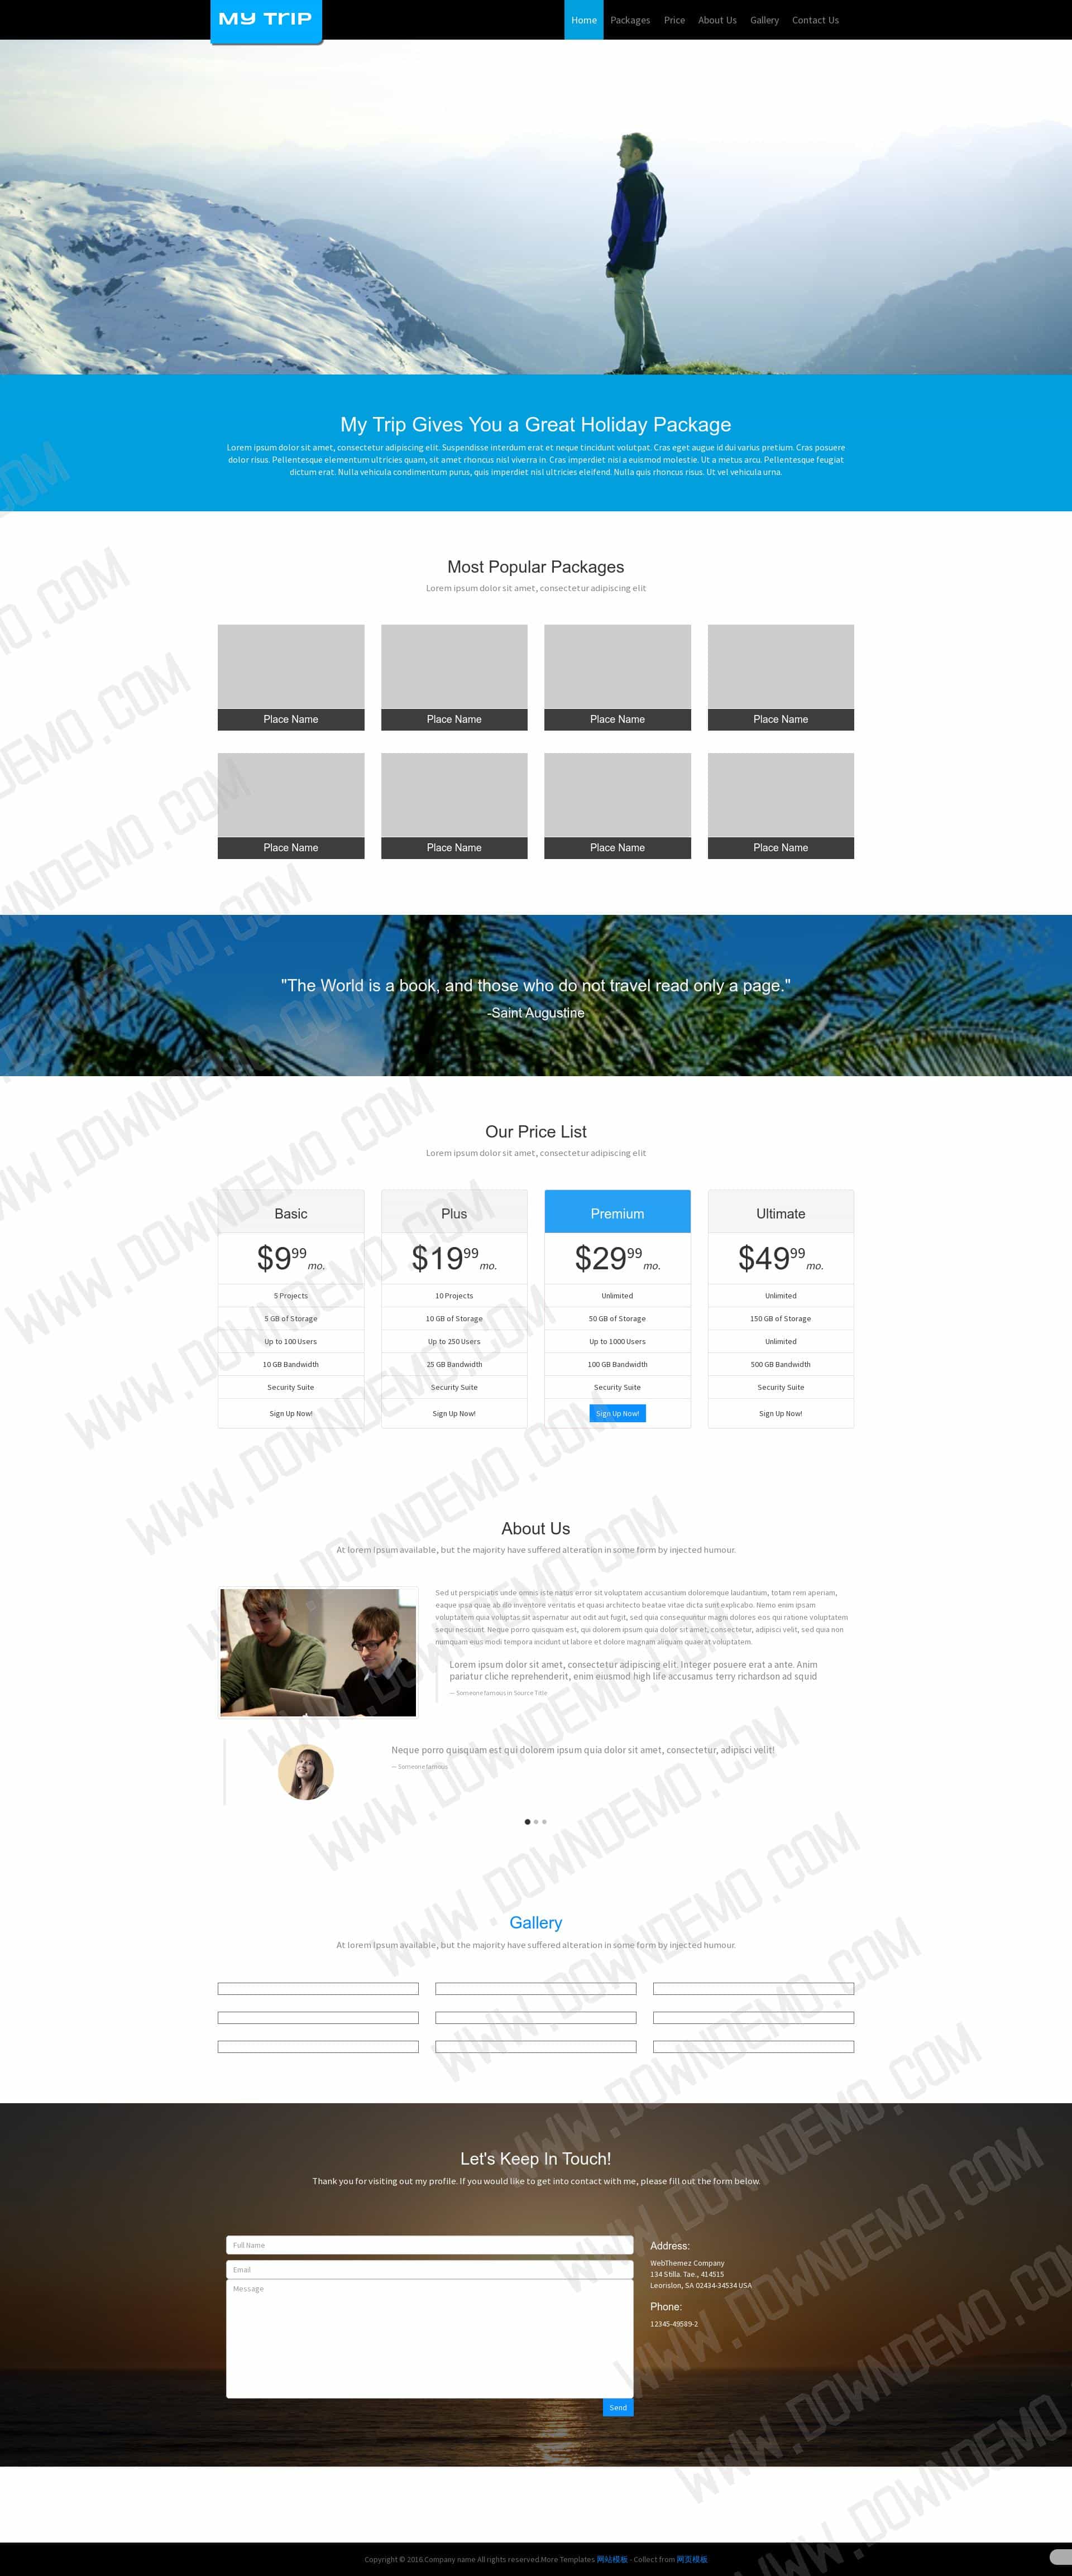 My Trip
Home Packages Price About Us Gallery Contact Us
My Trip Gives You a Great Holiday Package
Lorem ipsum dolor sit amet, consectetur adipiscing elit. Suspendisse interdum erat et neque tincidunt volutpat. Cras eget augue id dui varius pretium. Cras posuere
dolor risus. Pellentesque elementum ultricies quam, sit amet rhoncus nisl viverra in. Cras imperdiet nisi a euismod molestie. Ut a metus arcu. Pellentesque feugiat
dictum erat. Nulla vehicula condimentum purus, quis imperdiet nisl ultricies eleifend. Nulla quis rhoncus risus. Ut vel vehicula urna.
Most Popular Packages
Lorem ipsum dolor sit amet, consectetur adipiscing elit
Place Name Place Name Place Name Place Name
Place Name Place Name Place Name Place Name
"The World is a book, and those who do not travel read only a page."
-Saint Augustine
Our Price List
Lorem ipsum dolor sit amet, consectetur adipiscing elit
Basic
$9 99 mo.
5 Projects
5 GB of Storage
Up to 100 Users
10 GB Bandwidth
Security Suite
Sign Up Now!
Plus
$19 99 mo.
10 Projects
10 GB of Storage
Up to 250 Users
25 GB Bandwidth
Security Suite
Sign Up Now!
Premium
$29 99 mo.
Unlimited
50 GB of Storage
Up to 1000 Users
100 GB Bandwidth
Security Suite
Sign Up Now!
Ultimate
$49 99 mo.
Unlimited
150 GB of Storage
Unlimited
500 GB Bandwidth
Security Suite
Sign Up Now!
About Us
At lorem Ipsum available, but the majority have suffered alteration in some form by injected humour.
Sed ut perspiciatis unde omnis iste natus error sit voluptatem accusantium doloremque laudantium, totam rem aperiam,
eaque ipsa quae ab illo inventore veritatis et quasi architecto beatae vitae dicta sunt explicabo. Nemo enim ipsam
voluptatem quia voluptas sit aspernatur aut odit aut fugit, sed quia consequuntur magni dolores eos qui ratione voluptatem
sequi nesciunt. Neque porro quisquam est, qui dolorem ipsum quia dolor sit amet, consectetur, adipisci velit, sed quia non
numquam eius modi tempora incidunt ut labore et dolore magnam aliquam quaerat voluptatem.
Lorem ipsum dolor sit amet, consectetur adipiscing elit. Integer posuere erat a ante. Anim
pariatur cliche reprehenderit, enim eiusmod high life accusamus terry richardson ad squid
— Someone famous in Source Title
Neque porro quisquam est qui dolorem ipsum quia dolor sit amet, consectetur, adipisci velit!
— Someone famous
Gallery
At lorem Ipsum available, but the majority have suffered alteration in some form by injected humour.
Let's Keep In Touch!
Thank you for visiting out my profile. If you would like to get into contact with me, please fill out the form below.
Full Name
Email
Message
Send
Address:
WebThemez Company
134 Stilla. Tae., 414515
Leorislon, SA 02434-34534 USA
Phone:
12345-49589-2
Copyright © 2016.Company name All rights reserved.More Templates 网站模板 - Collect from 网页模板
WWW.DOWNDEMO.COM